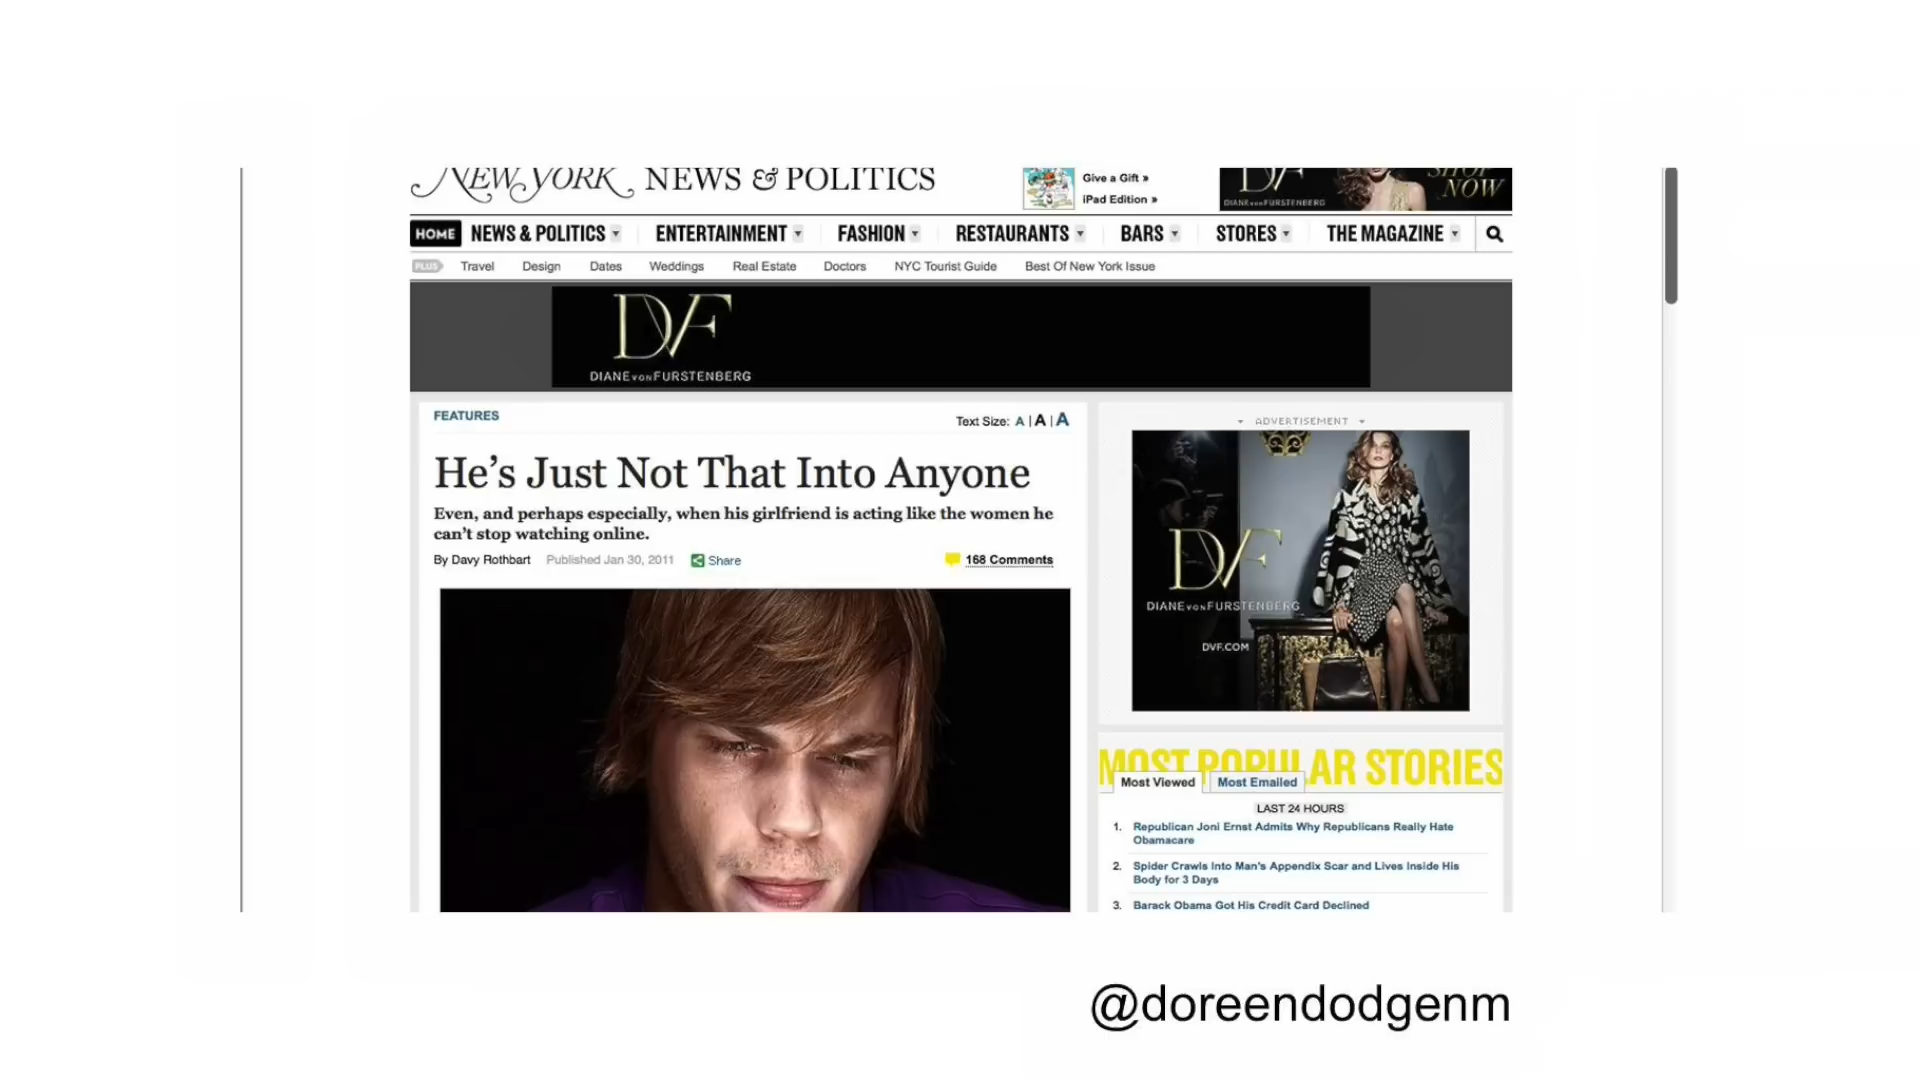 NEW YORK NEWS & POLITICS
Give a Gift »
iPad Edition »
DVF
DIANE VON FURSTENBERG
SHOP
NOW
HOME NEWS & POLITICS ENTERTAINMENT FASHION RESTAURANTS BARS STORES THE MAGAZINE
PLUS Travel Design Dates Weddings Real Estate Doctors NYC Tourist Guide Best Of New York Issue
DVF
DIANE VON FURSTENBERG
FEATURES
Text Size: A | A | A
He's Just Not That Into Anyone
Even, and perhaps especially, when his girlfriend is acting like the women he
can't stop watching online.
By Davy Rothbart Published Jan 30, 2011 Share 168 Comments
ADVERTISEMENT
DVF
DIANE VON FURSTENBERG
DVF.COM
MOST POPULAR STORIES
Most Viewed Most Emailed
LAST 24 HOURS
1. Republican Joni Ernst Admits Why Republicans Really Hate
Obamacare
2. Spider Crawls Into Man's Appendix Scar and Lives Inside His
Body for 3 Days
3. Barack Obama Got His Credit Card Declined
@doreendodgenm